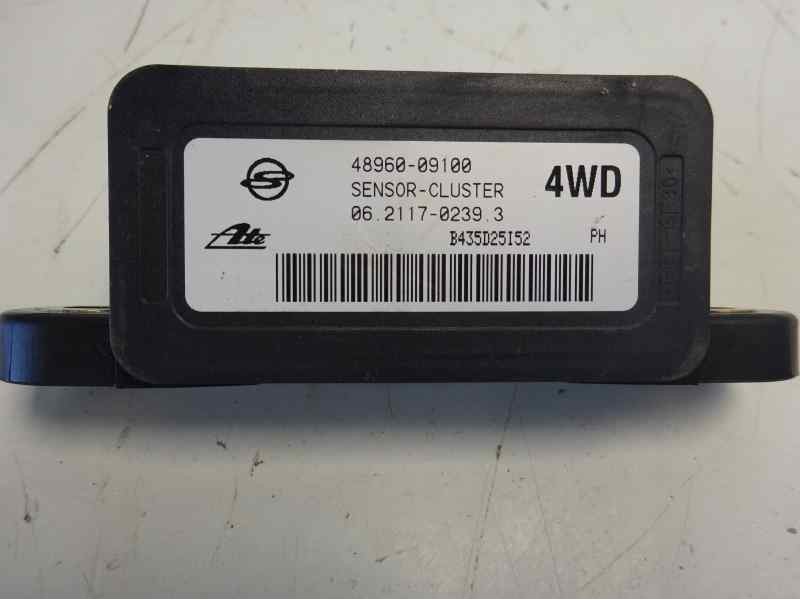 48960-09100
SENSOR-CLUSTER
4WD
06.2117-0239.3
Ate
B435D25I52 PH